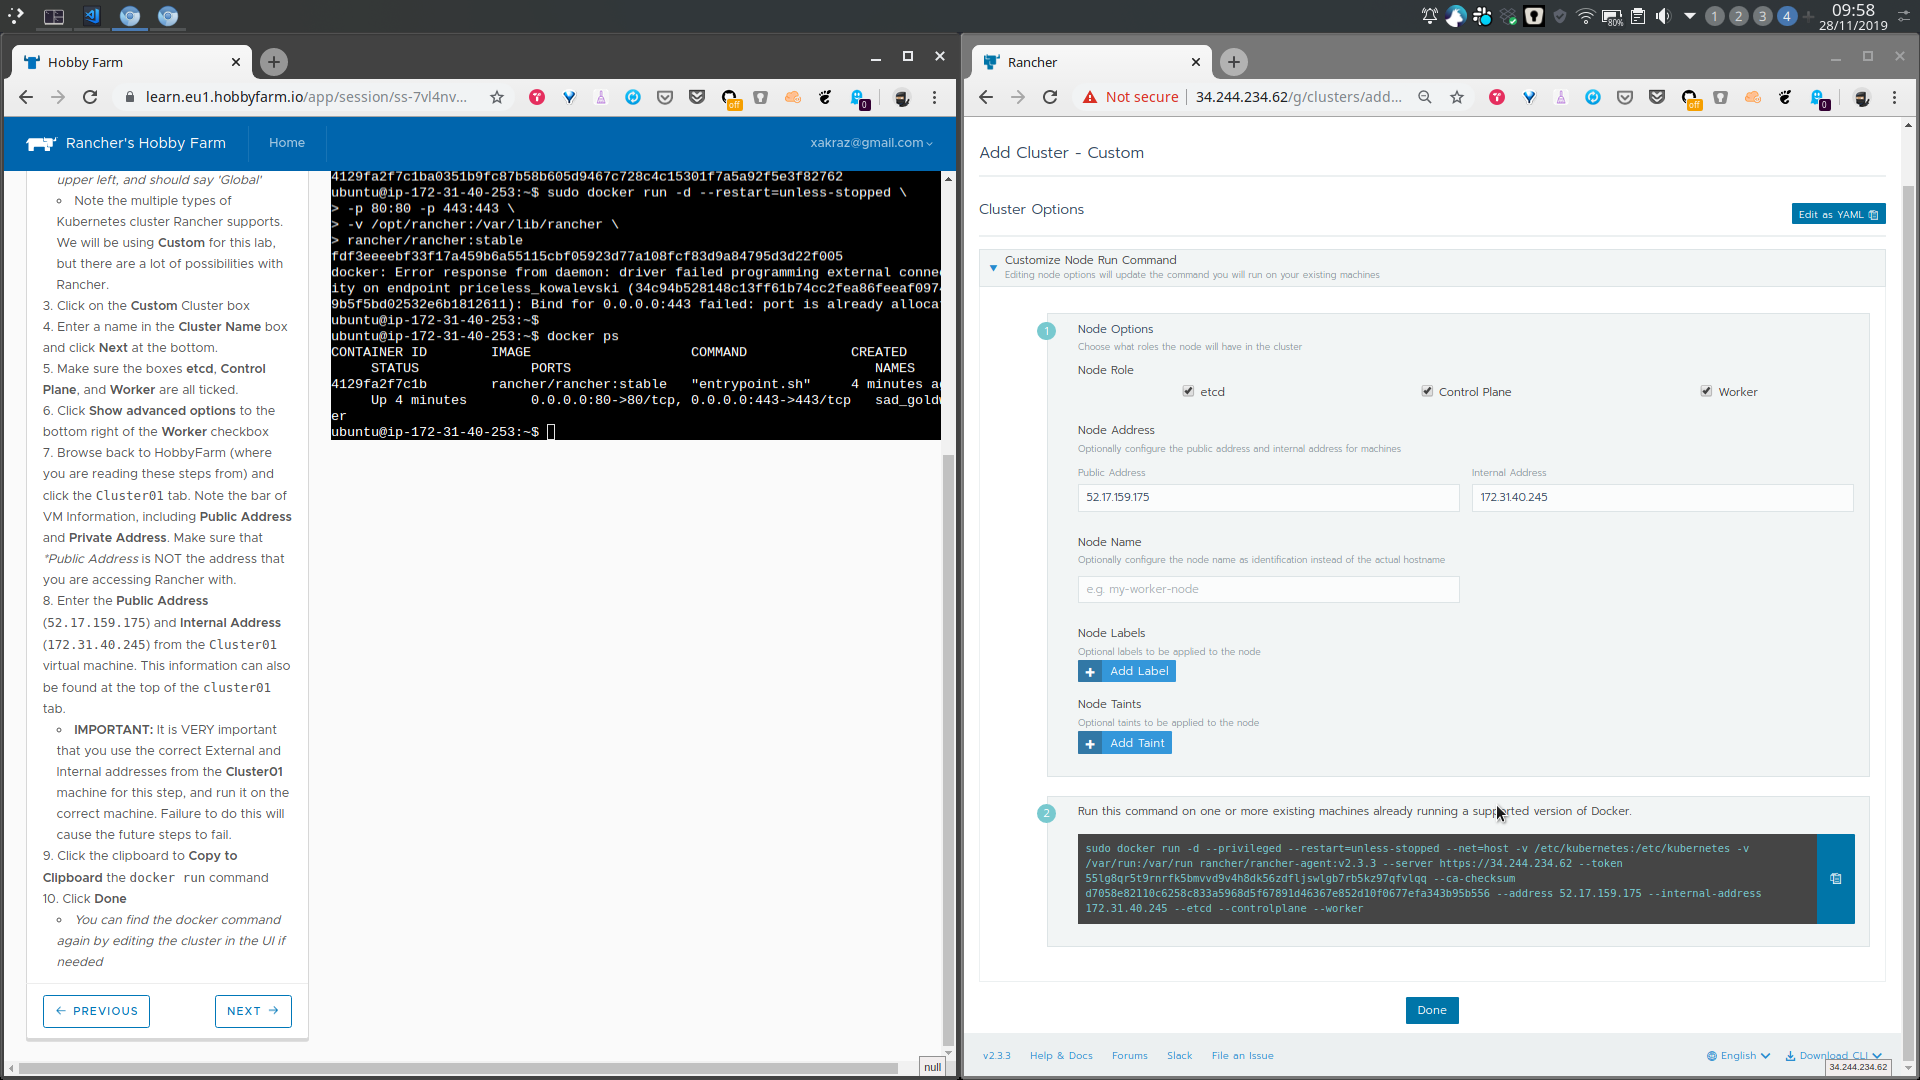 80%
1
2
3
4
09:58
28/11/2019
Hobby Farm
learn.eu1.hobbyfarm.io/app/session/ss-7vl4nv...
off
0
Rancher's Hobby Farm
Home
xakraz@gmail.com
upper left, and should say 'Global'
Note the multiple types of
Kubernetes cluster Rancher supports.
We will be using Custom for this lab,
but there are a lot of possibilities with
Rancher.
3. Click on the Custom Cluster box
4. Enter a name in the Cluster Name box
and click Next at the bottom.
5. Make sure the boxes etcd, Control
Plane, and Worker are all ticked.
6. Click Show advanced options to the
bottom right of the Worker checkbox
7. Browse back to HobbyFarm (where
you are reading these steps from) and
click the Cluster01 tab. Note the bar of
VM Information, including Public Address
and Private Address. Make sure that
*Public Address is NOT the address that
you are accessing Rancher with.
8. Enter the Public Address
(52.17.159.175) and Internal Address
(172.31.40.245) from the Cluster01
virtual machine. This information can also
be found at the top of the cluster01
tab.
IMPORTANT: It is VERY important
that you use the correct External and
Internal addresses from the Cluster01
machine for this step, and run it on the
correct machine. Failure to do this will
cause the future steps to fail.
9. Click the clipboard to Copy to
Clipboard the docker run command
10. Click Done
You can find the docker command
again by editing the cluster in the UI if
needed
← PREVIOUS
NEXT →
4129fa2f7c1ba0351b9fc87b58b605d9467c728c4c15301f7a5a92f5e3f82762
ubuntu@ip-172-31-40-253:~$ sudo docker run -d --restart=unless-stopped \
> -p 80:80 -p 443:443 \
> -v /opt/rancher:/var/lib/rancher \
> rancher/rancher:stable
fdf3eeeebf33f17a459b6a55115cbf05923d77a108fcf83d9a84795d3d22f005
docker: Error response from daemon: driver failed programming external conne
ity on endpoint priceless_kowalevski (34c94b528148c13ff61b74cc2fea86feeaf097
9b5f5bd02532e6b1812611): Bind for 0.0.0.0:443 failed: port is already alloca
ubuntu@ip-172-31-40-253:~$
ubuntu@ip-172-31-40-253:~$ docker ps
CONTAINER ID IMAGE COMMAND CREATED
STATUS PORTS NAMES
4129fa2f7c1b rancher/rancher:stable "entrypoint.sh" 4 minutes a
Up 4 minutes 0.0.0.0:80->80/tcp, 0.0.0.0:443->443/tcp sad_gold
er
ubuntu@ip-172-31-40-253:~$
null
Rancher
Not secure
34.244.234.62/g/clusters/add...
off
0
Add Cluster - Custom
Cluster Options
Edit as YAML
Customize Node Run Command
Editing node options will update the command you will run on your existing machines
1
Node Options
Choose what roles the node will have in the cluster
Node Role
etcd
Control Plane
Worker
Node Address
Optionally configure the public address and internal address for machines
Public Address
Internal Address
52.17.159.175
172.31.40.245
Node Name
Optionally configure the node name as identification instead of the actual hostname
e.g. my-worker-node
Node Labels
Optional labels to be applied to the node
+ Add Label
Node Taints
Optional taints to be applied to the node
+ Add Taint
2
Run this command on one or more existing machines already running a supported version of Docker.
sudo docker run -d --privileged --restart=unless-stopped --net=host -v /etc/kubernetes:/etc/kubernetes -v
/var/run:/var/run rancher/rancher-agent:v2.3.3 --server https://34.244.234.62 --token
55lg8qr5t9rnrfk5bmvvd9v4h8dk56zdfljswlgb7rb5kz97qfvlqq --ca-checksum
d7058e82110c6258c833a5968d5f67891d46367e852d10f0677efa343b95b556 --address 52.17.159.175 --internal-address
172.31.40.245 --etcd --controlplane --worker
Done
v2.3.3
Help & Docs
Forums
Slack
File an Issue
English
Download CLI
34.244.234.62